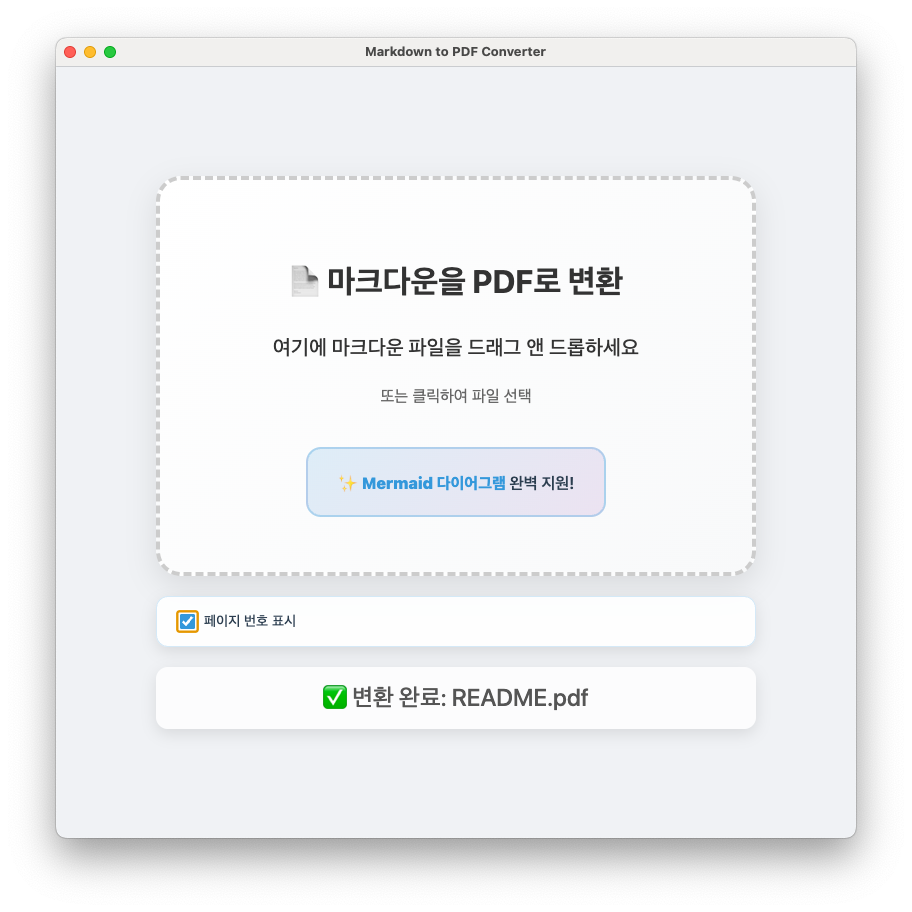 Markdown to PDF Converter
📄 마크다운을 PDF로 변환
여기에 마크다운 파일을 드래그 앤 드롭하세요
또는 클릭하여 파일 선택
✨ Mermaid 다이어그램 완벽 지원!
페이지 번호 표시
✅ 변환 완료: README.pdf